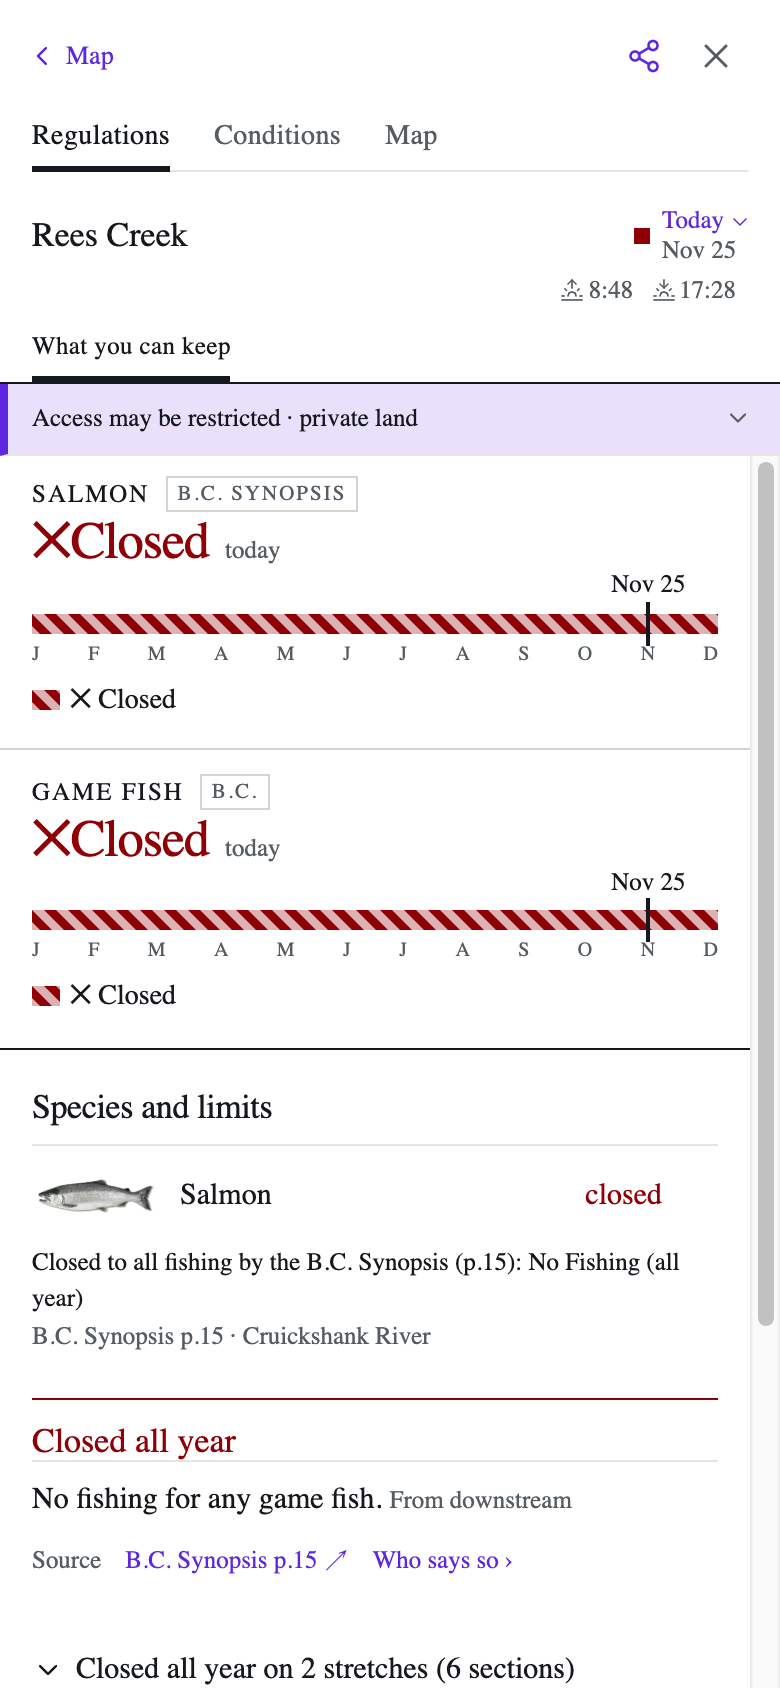 Map
Regulations Conditions Map
Rees Creek
Today
Nov 25
8:48 17:28
What you can keep
Access may be restricted · private land
SALMON B.C. SYNOPSIS
Closed today
Nov 25
J F M A M J J A S O N D
Closed
GAME FISH B.C.
Closed today
Nov 25
J F M A M J J A S O N D
Closed
Species and limits
Salmon closed
Closed to all fishing by the B.C. Synopsis (p.15): No Fishing (all
year)
B.C. Synopsis p.15 · Cruickshank River
Closed all year
No fishing for any game fish. From downstream
Source B.C. Synopsis p.15 Who says so ›
Closed all year on 2 stretches (6 sections)